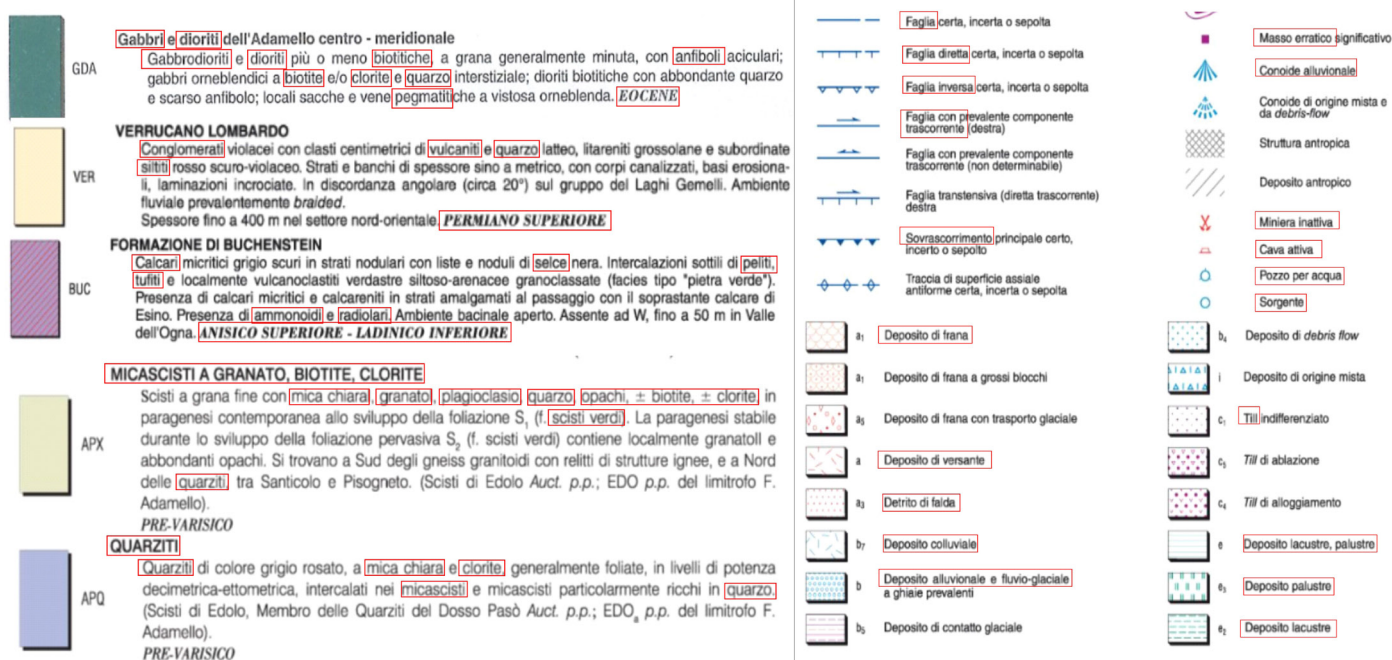 GDA
Gabbri e dioriti dell'Adamello centro - meridionale
Gabbrodioriti e dioriti più o meno biotitiche, a grana generalmente minuta, con anfiboli aciculari;
gabbri orneblendici a biotite e/o clorite e quarzo interstiziale; dioriti biotitiche con abbondante quarzo
e scarso anfibolo; locali sacche e vene pegmatitiche a vistosa orneblenda. EOCENE
VER
VERRUCANO LOMBARDO
Conglomerati violacei con clasti centimetrici di vulcaniti e quarzo latteo, litareniti grossolane e subordinate
siltiti rosso scuro-violaceo. Strati e banchi di spessore sino a metrico, con corpi canalizzati, basi erosiona-
li, laminazioni incrociate. In discordanza angolare (circa 20°) sul gruppo del Laghi Gemelli. Ambiente
fluviale prevalentemente braided.
Spessore fino a 400 m nel settore nord-orientale. PERMIANO SUPERIORE
BUC
FORMAZIONE DI BUCHENSTEIN
Calcari micritici grigio scuri in strati nodulari con liste e noduli di selce nera. Intercalazioni sottili di peliti,
tufiti e localmente vulcanoclastiti verdastre siltoso-arenacee granoclassate (facies tipo "pietra verde").
Presenza di calcari micritici e calcareniti in strati amalgamati al passaggio con il soprastante calcare di
Esino. Presenza di ammonoidi e radiolari. Ambiente bacinale aperto. Assente ad W, fino a 50 m in Valle
dell'Ogna. ANISICO SUPERIORE - LADINICO INFERIORE
APX
MICASCISTI A GRANATO, BIOTITE, CLORITE
Scisti a grana fine con mica chiara, granatoI, plagioclasio, quarzo, opachi, ± biotite, ± clorite, in
paragenesi contemporanea allo sviluppo della foliazione S1 (f. scisti verdi). La paragenesi stabile
durante lo sviluppo della foliazione pervasiva S2 (f. scisti verdi) contiene localmente granatoII e
abbondanti opachi. Si trovano a Sud degli gneiss granitoidi con relitti di strutture ignee, e a Nord
delle quarziti, tra Santicolo e Pisogneto. (Scisti di Edolo Auct. p.p.; EDO p.p. del limitrofo F.
Adamello).
PRE-VARISICO
APQ
QUARZITI
Quarziti di colore grigio rosato, a mica chiara e clorite, generalmente foliate, in livelli di potenza
decimetrica-ettometrica, intercalati nei micascisti e micascisti particolarmente ricchi in quarzo.
(Scisti di Edolo, Membro delle Quarziti del Dosso Pasò Auct. p.p.; EDOa p.p. del limitrofo F.
Adamello).
PRE-VARISICO
Faglia certa, incerta o sepolta
Faglia diretta certa, incerta o sepolta
Faglia inversa certa, incerta o sepolta
Faglia con prevalente componente
trascorrente (destra)
Faglia con prevalente componente
trascorrente (non determinabile)
Faglia transtensiva (diretta trascorrente)
destra
Sovrascorrimento principale certo,
incerto o sepolto
Traccia di superficie assiale
antiforme certa, incerta o sepolta
a1 Deposito di frana
a1 Deposito di frana a grossi blocchi
a5 Deposito di frana con trasporto glaciale
a Deposito di versante
a3 Detrito di falda
b7 Deposito colluviale
b Deposito alluvionale e fluvio-glaciale
a ghiaie prevalenti
b5 Deposito di contatto glaciale
Masso erratico significativo
Conoide alluvionale
Conoide di origine mista e
da debris-flow
Struttura antropica
Deposito antropico
Miniera inattiva
Cava attiva
Pozzo per acqua
Sorgente
b4 Deposito di debris flow
i Deposito di origine mista
c1 Till indifferenziato
c5 Till di ablazione
c4 Till di alloggiamento
e Deposito lacustre, palustre
e3 Deposito palustre
e2 Deposito lacustre